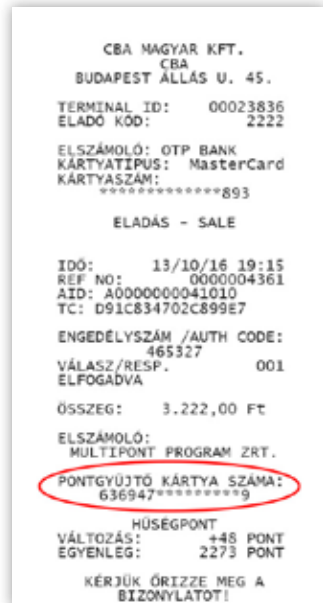 CBA MAGYAR KFT.
CBA
BUDAPEST ÁLLÁS U. 45.
TERMINAL ID: 00023836
ELADÓ KÓD: 2222
ELSZÁMOLÓ: OTP BANK
KÁRTYATÍPUS: MasterCard
KÁRTYASZÁM:
*************893
ELADÁS - SALE
IDŐ: 13/10/16 19:15
REF NO: 0000004361
AID: A0000000041010
TC: D91C834702C899E7
ENGEDÉLYSZÁM /AUTH CODE:
465327
VÁLASZ/RESP. 001
ELFOGADVA
ÖSSZEG: 3.222,00 Ft
ELSZÁMOLÓ:
MULTIPONT PROGRAM ZRT.
PONTGYŰJTŐ KÁRTYA SZÁMA:
636947*********9
HŰSÉGPONT
VÁLTOZÁS: +48 PONT
EGYENLEG: 2273 PONT
KÉRJÜK ŐRIZZE MEG A
BIZONYLATOT!